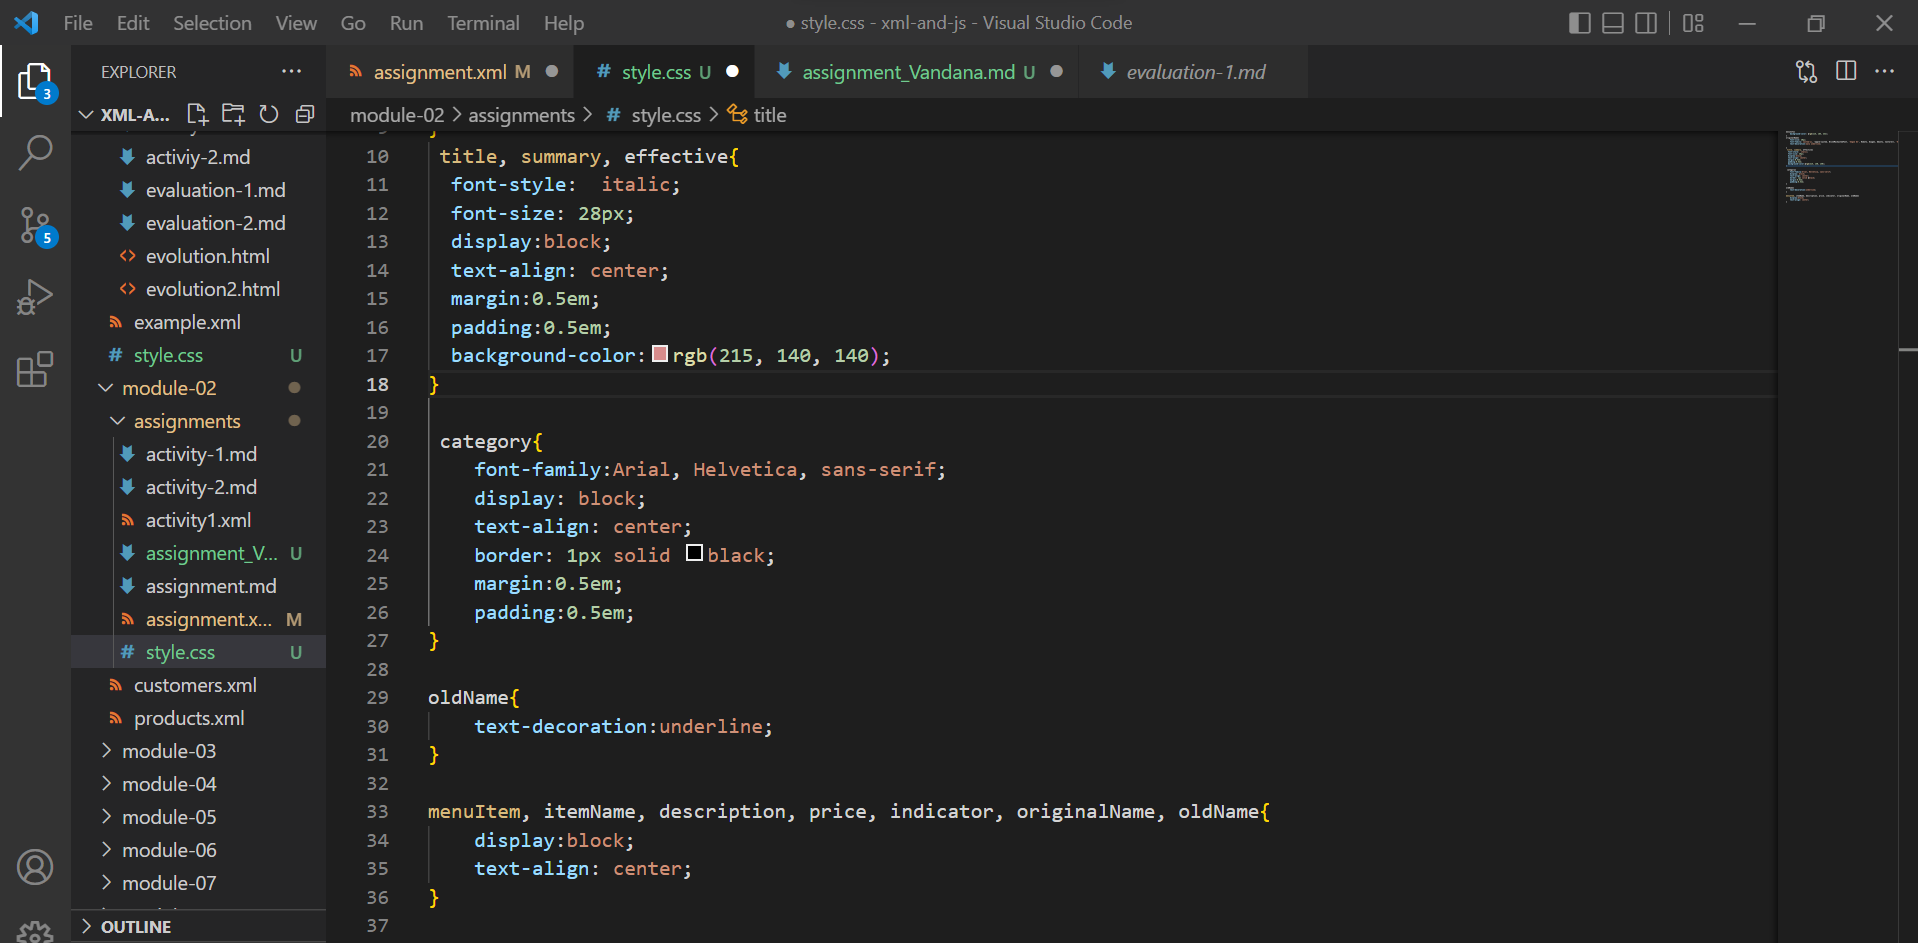 File Edit Selection View Go Run Terminal Help
● style.css - xml-and-js - Visual Studio Code
EXPLORER
XML-A...
activiy-2.md
evaluation-1.md
evaluation-2.md
evolution.html
evolution2.html
example.xml
style.css U
module-02
assignments
activity-1.md
activity-2.md
activity1.xml
assignment_V... U
assignment.md
assignment.x... M
style.css U
customers.xml
products.xml
module-03
module-04
module-05
module-06
module-07
OUTLINE
3
5
assignment.xml M
style.css U
assignment_Vandana.md U
evaluation-1.md
module-02 > assignments > # style.css > title
10 title, summary, effective{
11 font-style:  italic;
12 font-size: 28px;
13 display:block;
14 text-align: center;
15 margin:0.5em;
16 padding:0.5em;
17 background-color:rgb(215, 140, 140);
18 }
19
20 category{
21 font-family:Arial, Helvetica, sans-serif;
22 display: block;
23 text-align: center;
24 border: 1px solid black;
25 margin:0.5em;
26 padding:0.5em;
27 }
28
29 oldName{
30 text-decoration:underline;
31 }
32
33 menuItem, itemName, description, price, indicator, originalName, oldName{
34 display:block;
35 text-align: center;
36 }
37